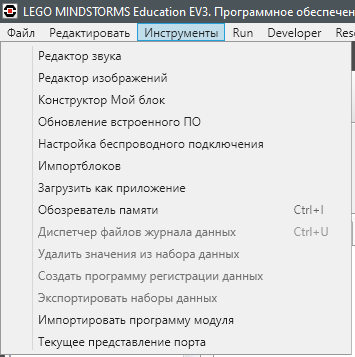 LEGO MINDSTORMS Education EV3. Программное обеспечен
Файл Редактировать Инструменты Run Developer Res
Редактор звука
Редактор изображений
Конструктор Мой блок
Обновление встроенного ПО
Настройка беспроводного подключения
Импортблоков
Загрузить как приложение
Обозреватель памяти Ctrl+I
Диспетчер файлов журнала данных Ctrl+U
Удалить значения из набора данных
Создать программу регистрации данных
Экспортировать наборы данных
Импортировать программу модуля
Текущее представление порта